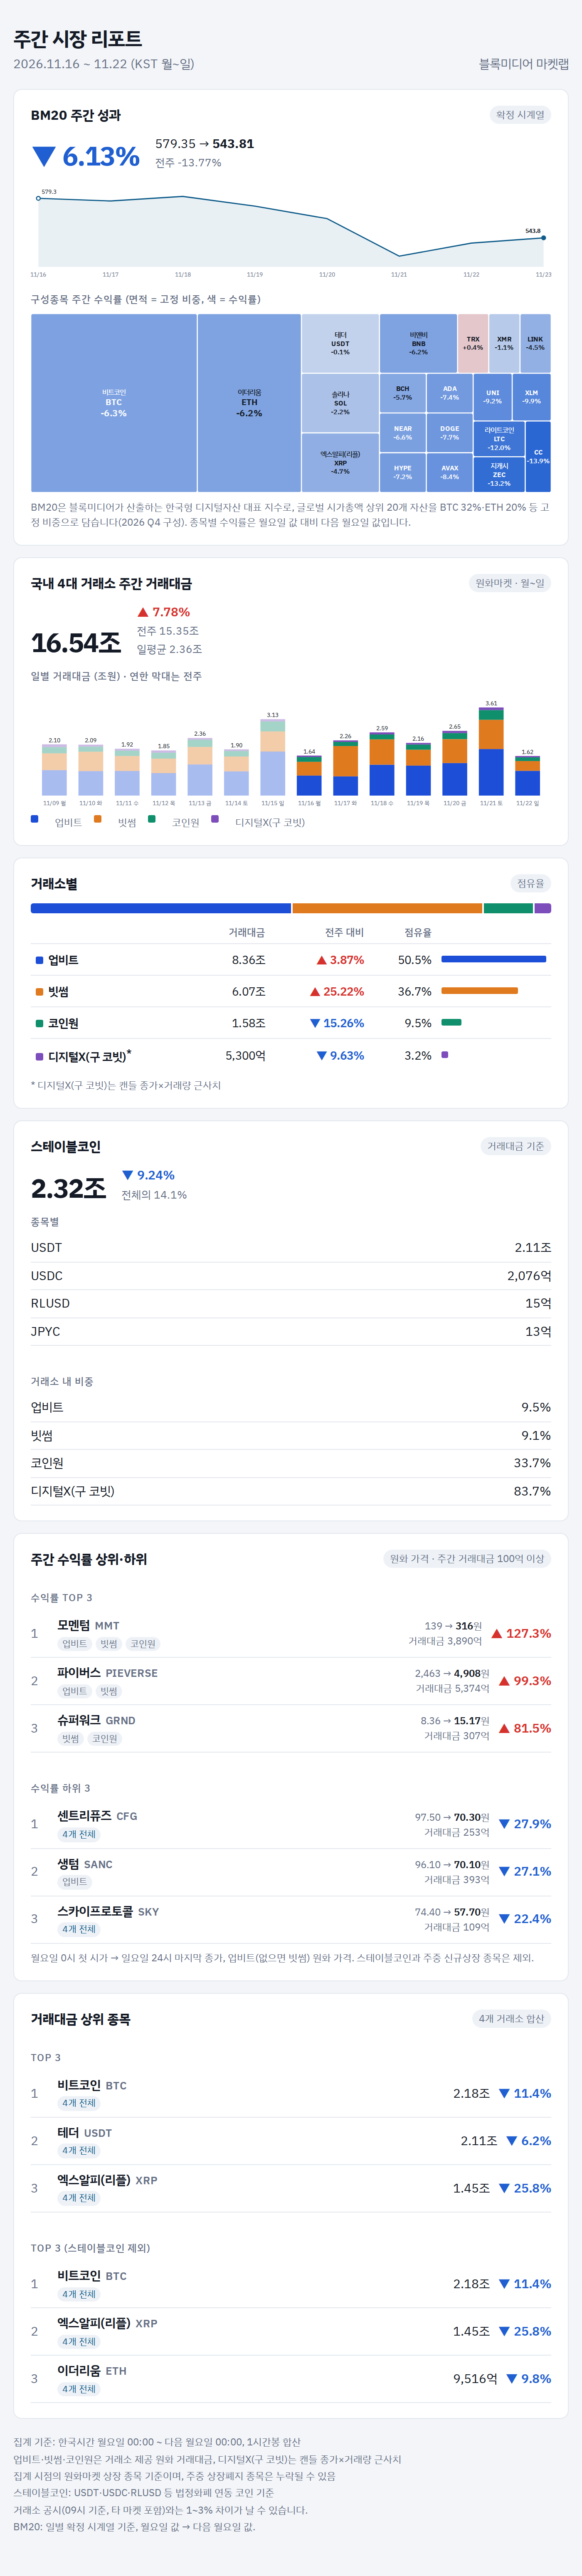 주간 시장 리포트
2026.11.16 ~ 11.22 (KST 월~일)
블록미디어 마켓랩
BM20 주간 성과
확정 시계열
▼ 6.13%
579.35 → 543.81
전주 -13.77%
579.3
543.8
11/16 11/17 11/18 11/19 11/20 11/21 11/22 11/23
구성종목 주간 수익률 (면적 = 고정 비중, 색 = 수익률)
비트코인
BTC
-6.3%
이더리움
ETH
-6.2%
테더
USDT
-0.1%
솔라나
SOL
-2.2%
엑스알피(리플)
XRP
-4.7%
비앤비
BNB
-6.2%
TRX
+0.4%
XMR
-1.1%
LINK
-4.5%
BCH
-5.7%
ADA
-7.4%
UNI
-9.2%
XLM
-9.9%
NEAR
-6.6%
DOGE
-7.7%
라이트코인
LTC
-12.0%
CC
-13.9%
HYPE
-7.2%
AVAX
-8.4%
지캐시
ZEC
-13.2%
BM20은 블록미디어가 산출하는 한국형 디지털자산 대표 지수로, 글로벌 시가총액 상위 20개 자산을 BTC 32%·ETH 20% 등 고
정 비중으로 담습니다(2026 Q4 구성). 종목별 수익률은 월요일 값 대비 다음 월요일 값입니다.
국내 4대 거래소 주간 거래대금
원화마켓 · 월~일
16.54조
▲ 7.78%
전주 15.35조
일평균 2.36조
일별 거래대금 (조원) · 연한 막대는 전주
2.10 2.09 1.92 1.85 2.36 1.90 3.13 1.64 2.26 2.59 2.16 2.65 3.61 1.62
11/09 월 11/10 화 11/11 수 11/12 목 11/13 금 11/14 토 11/15 일 11/16 월 11/17 화 11/18 수 11/19 목 11/20 금 11/21 토 11/22 일
업비트 빗썸 코인원 디지털X(구 코빗)
거래소별
점유율
거래대금 전주 대비 점유율
업비트 8.36조 ▲ 3.87% 50.5%
빗썸 6.07조 ▲ 25.22% 36.7%
코인원 1.58조 ▼ 15.26% 9.5%
디지털X(구 코빗)* 5,300억 ▼ 9.63% 3.2%
* 디지털X(구 코빗)는 캔들 종가×거래량 근사치
스테이블코인
거래대금 기준
2.32조
▼ 9.24%
전체의 14.1%
종목별
USDT 2.11조
USDC 2,076억
RLUSD 15억
JPYC 13억
거래소 내 비중
업비트 9.5%
빗썸 9.1%
코인원 33.7%
디지털X(구 코빗) 83.7%
주간 수익률 상위·하위
원화 가격 · 주간 거래대금 100억 이상
수익률 TOP 3
1 모멘텀 MMT
업비트 빗썸 코인원
139 → 316원
거래대금 3,890억
▲ 127.3%
2 파이버스 PIEVERSE
업비트 빗썸
2,463 → 4,908원
거래대금 5,374억
▲ 99.3%
3 슈퍼워크 GRND
빗썸 코인원
8.36 → 15.17원
거래대금 307억
▲ 81.5%
수익률 하위 3
1 센트리퓨즈 CFG
4개 전체
97.50 → 70.30원
거래대금 253억
▼ 27.9%
2 생텀 SANC
업비트
96.10 → 70.10원
거래대금 393억
▼ 27.1%
3 스카이프로토콜 SKY
4개 전체
74.40 → 57.70원
거래대금 109억
▼ 22.4%
월요일 0시 첫 시가 → 일요일 24시 마지막 종가, 업비트(없으면 빗썸) 원화 가격. 스테이블코인과 주중 신규상장 종목은 제외.
거래대금 상위 종목
4개 거래소 합산
TOP 3
1 비트코인 BTC
4개 전체
2.18조 ▼ 11.4%
2 테더 USDT
4개 전체
2.11조 ▼ 6.2%
3 엑스알피(리플) XRP
4개 전체
1.45조 ▼ 25.8%
TOP 3 (스테이블코인 제외)
1 비트코인 BTC
4개 전체
2.18조 ▼ 11.4%
2 엑스알피(리플) XRP
4개 전체
1.45조 ▼ 25.8%
3 이더리움 ETH
4개 전체
9,516억 ▼ 9.8%
집계 기준: 한국시간 월요일 00:00 ~ 다음 월요일 00:00, 1시간봉 합산
업비트·빗썸·코인원은 거래소 제공 원화 거래대금, 디지털X(구 코빗)는 캔들 종가×거래량 근사치
집계 시점의 원화마켓 상장 종목 기준이며, 주중 상장폐지 종목은 누락될 수 있음
스테이블코인: USDT·USDC·RLUSD 등 법정화폐 연동 코인 기준
거래소 공시(09시 기준, 타 마켓 포함)와는 1~3% 차이가 날 수 있습니다.
BM20: 일별 확정 시계열 기준, 월요일 값 → 다음 월요일 값.